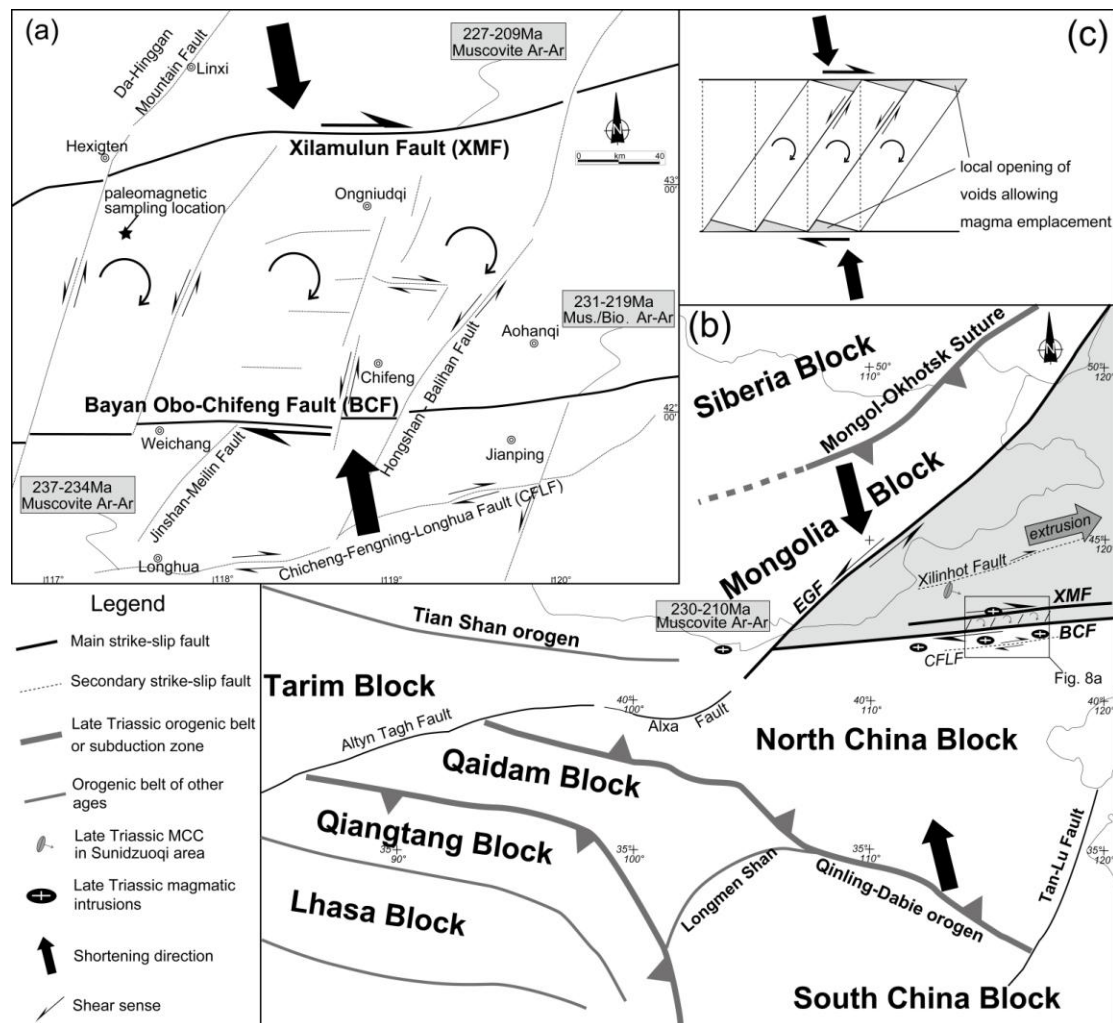 (a)
227-209Ma
Muscovite Ar-Ar
Da-Hinggan
Mountain Fault
Linxi
Hexigten
Xilamulun Fault (XMF)
N
0 km 40
43°
00'
paleomagnetic
sampling location
Ongniudqi
231-219Ma
Mus./Bio. Ar-Ar
Aohanqi
Chifeng
Hongshan - Balihan Fault
Bayan Obo-Chifeng Fault (BCF)
42°
00'
Weichang
Jianping
237-234Ma
Muscovite Ar-Ar
Jinshan-Meilin Fault
Chicheng-Fengning-Longhua Fault (CFLF)
Longhua
117°
118°
119°
120°
(c)
local opening of
voids allowing
magma emplacement
(b)
N
Siberia Block
50°
110°
50°
120°
Mongol-Okhotsk Suture
Mongolia Block
extrusion
45°
120°
Xilinhot Fault
EGF
XMF
BCF
CFLF
Fig. 8a
230-210Ma
Muscovite Ar-Ar
Tian Shan orogen
Tarim Block
Altyn Tagh Fault
40°
100°
Alxa Fault
40°
110°
40°
120°
North China Block
Qaidam Block
Qiangtang Block
35°
90°
35°
100°
35°
110°
35°
120°
Lhasa Block
Longmen Shan
Qinling-Dabie orogen
Tan-Lu Fault
South China Block
Legend
Main strike-slip fault
Secondary strike-slip fault
Late Triassic orogenic belt
or subduction zone
Orogenic belt of other
ages
Late Triassic MCC
in Sunidzuoqi area
Late Triassic magmatic
intrusions
Shortening direction
Shear sense